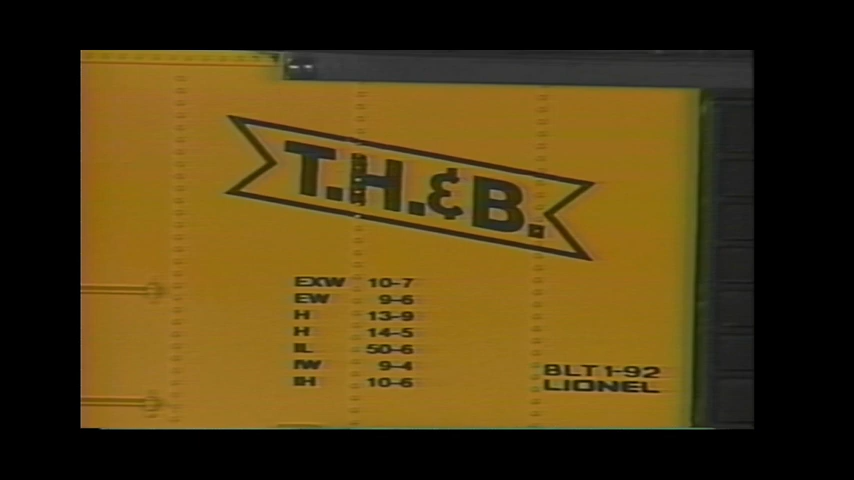 T.H.&B.
EXW 10-7
EW 9-6
H 13-9
H 14-5
IL 50-6
IW 9-4
IH 10-6
BLT 1-92
LIONEL